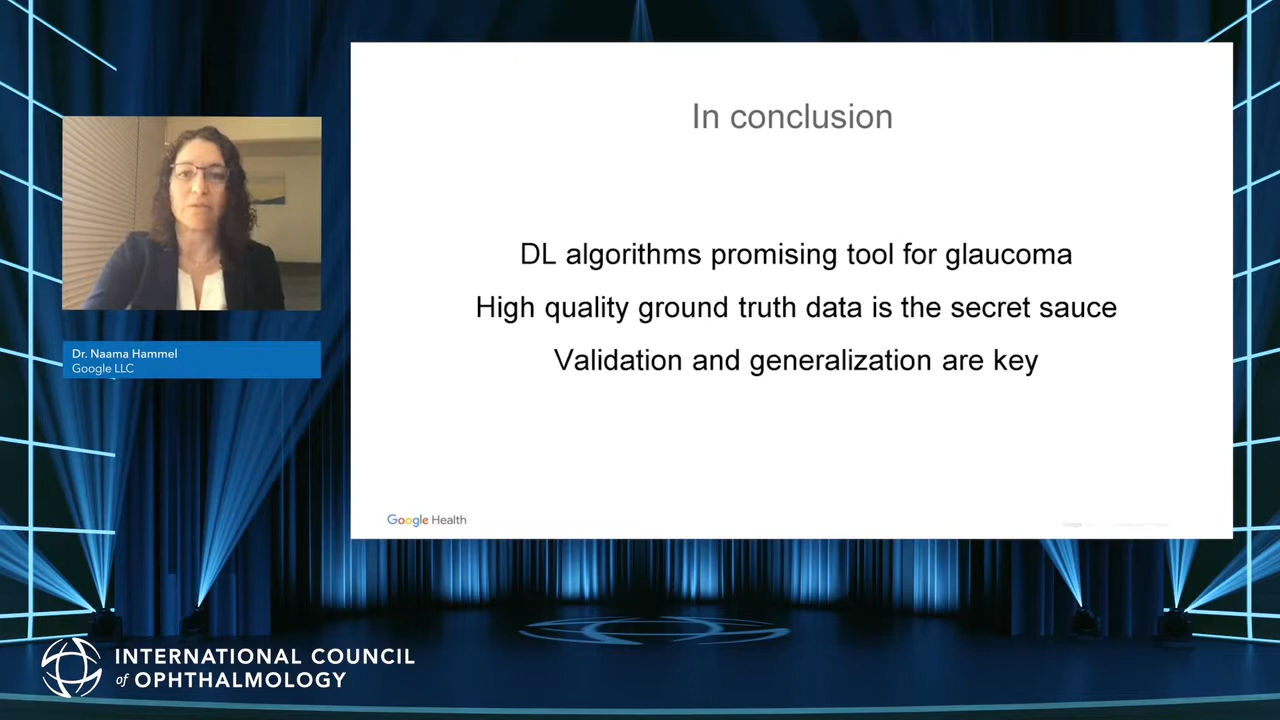 In conclusion
DL algorithms promising tool for glaucoma
High quality ground truth data is the secret sauce
Validation and generalization are key
Google Health
Dr. Naama Hammel
Google LLC
INTERNATIONAL COUNCIL
of OPHTHALMOLOGY